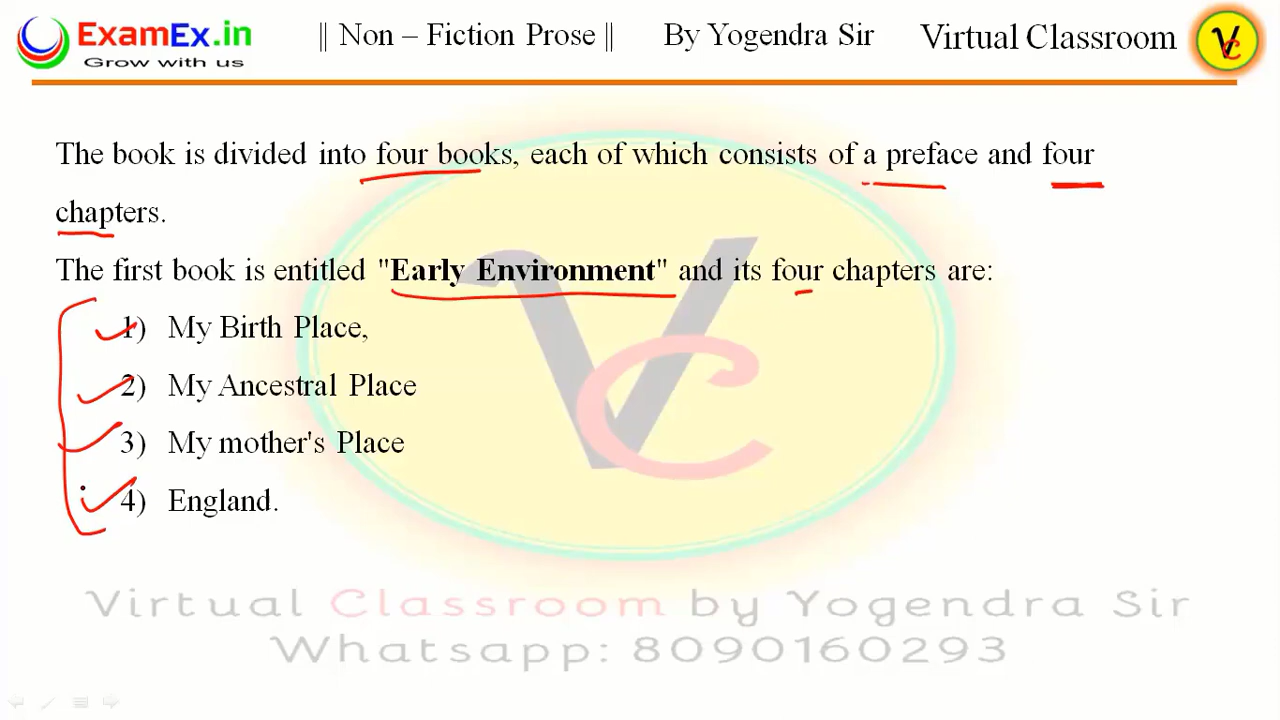 ExamEx.in
Grow with us
|| Non – Fiction Prose || By Yogendra Sir
Virtual Classroom
VC
The book is divided into four books, each of which consists of a preface and four
chapters.
The first book is entitled "Early Environment" and its four chapters are:
1) My Birth Place,
2) My Ancestral Place
3) My mother's Place
4) England.
VC
Virtual Classroom by Yogendra Sir
Whatsapp: 8090160293